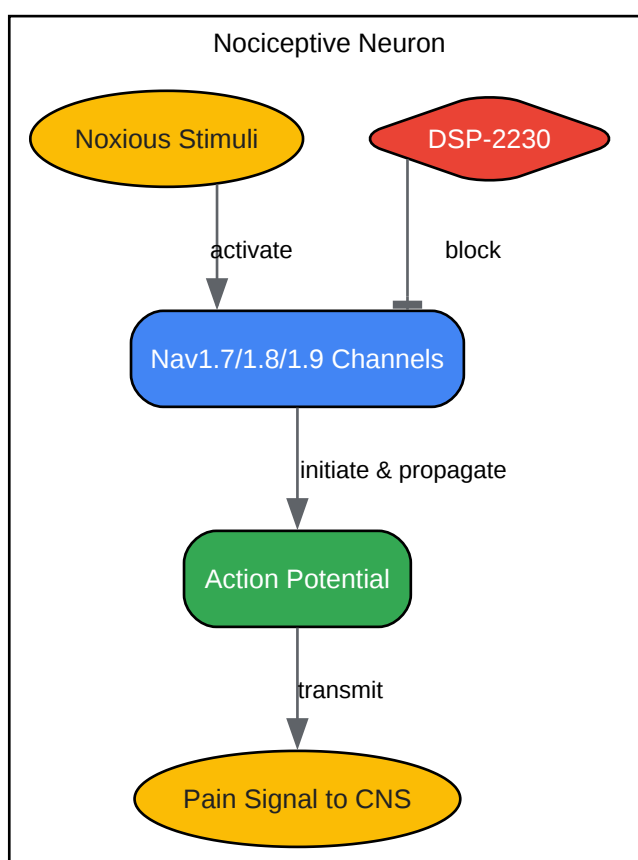 Nociceptive Neuron
Noxious Stimuli
DSP-2230
activate
block
Nav1.7/1.8/1.9 Channels
initiate & propagate
Action Potential
transmit
Pain Signal to CNS